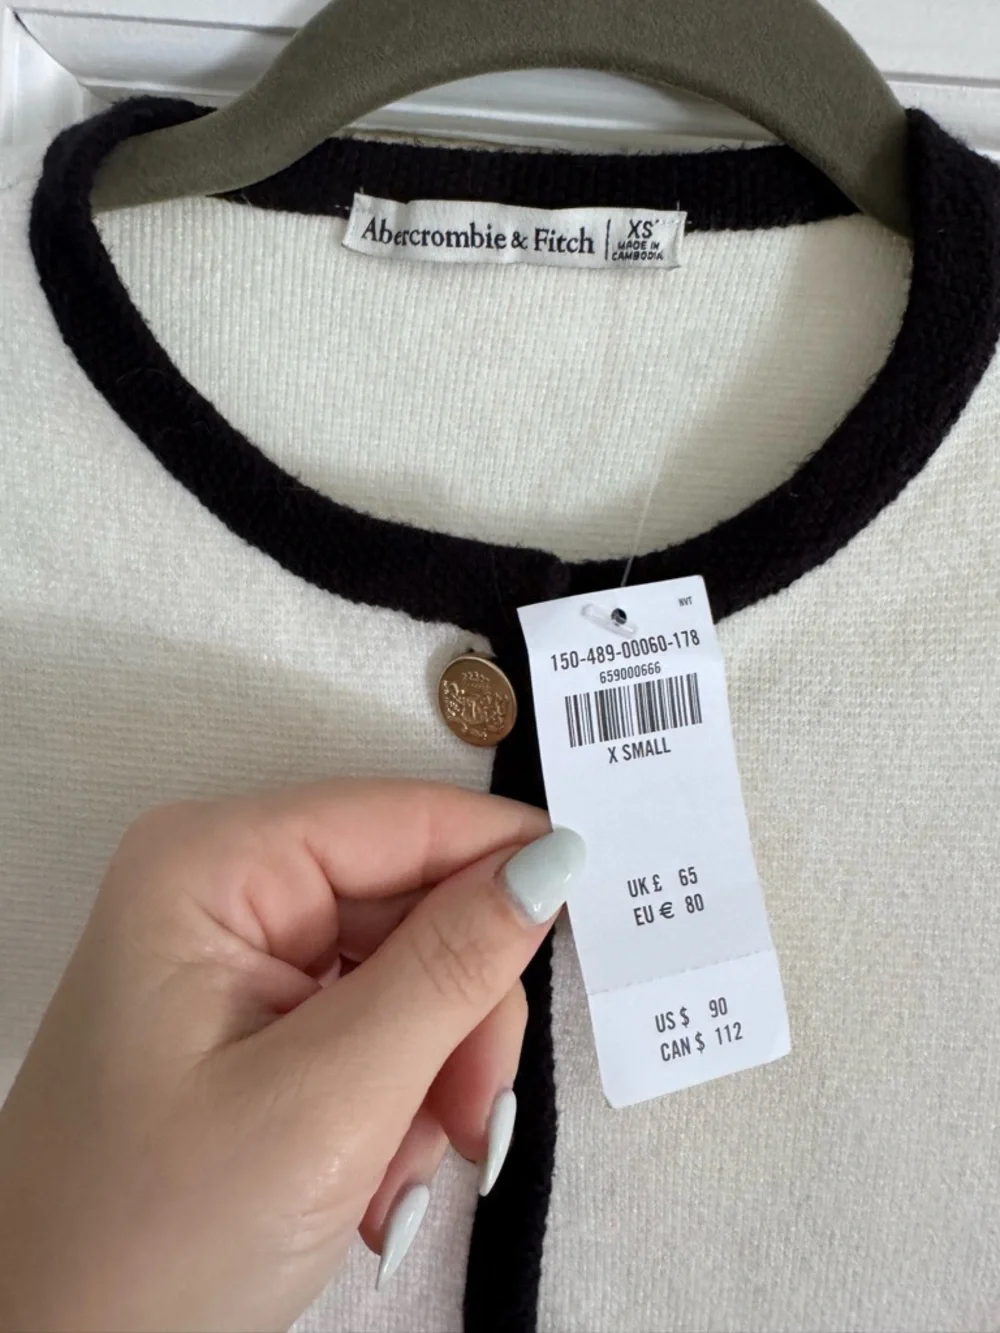 Abercrombie & Fitch
XS
MADE IN
CAMBODIA
NVT
150-489-00060-178
659000666
X SMALL
UK £ 65
EU € 80
US $ 90
CAN $ 112